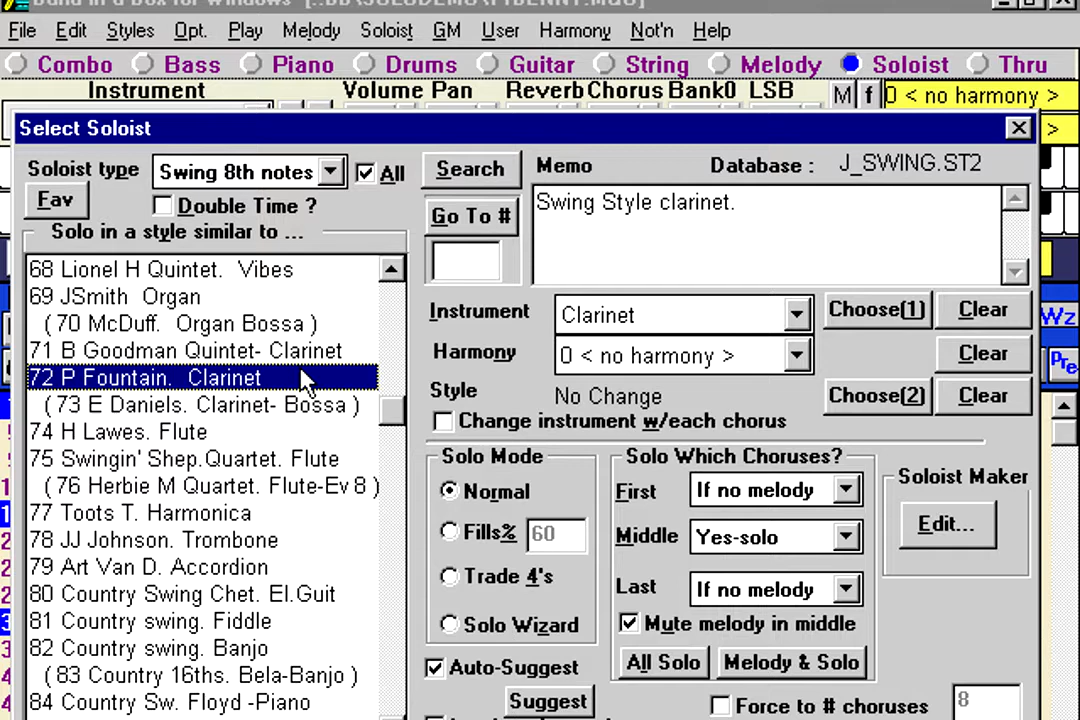 Band in a Box for Windows [..BB\SOLODEMO\PTBENNY.MGU]
File Edit Styles Opt. Play Melody Soloist GM User Harmony Not'n Help
Combo Bass Piano Drums Guitar String Melody Soloist Thru
Instrument Volume Pan Reverb Chorus Bank0 LSB M f 0 < no harmony >
Select Soloist
Soloist type Swing 8th notes All Search Memo Database : J_SWING.ST2
Fav Double Time ? Go To # Swing Style clarinet.
Solo in a style similar to ...
68 Lionel H Quintet. Vibes
69 JSmith Organ
( 70 McDuff. Organ Bossa )
71 B Goodman Quintet- Clarinet
72 P Fountain. Clarinet
( 73 E Daniels. Clarinet- Bossa )
74 H Lawes. Flute
75 Swingin' Shep.Quartet. Flute
( 76 Herbie M Quartet. Flute-Ev 8 )
77 Toots T. Harmonica
78 JJ Johnson. Trombone
79 Art Van D. Accordion
80 Country Swing Chet. El.Guit
81 Country swing. Fiddle
82 Country swing. Banjo
( 83 Country 16ths. Bela-Banjo )
84 Country Sw. Floyd -Piano
Instrument Clarinet Choose(1) Clear
Harmony 0 < no harmony > Clear
Style No Change Choose(2) Clear
Change instrument w/each chorus
Solo Mode
Normal
Fills% 60
Trade 4's
Solo Wizard
Auto-Suggest
Suggest
Solo Which Choruses?
First If no melody
Middle Yes-solo
Last If no melody
Mute melody in middle
All Solo Melody & Solo
Force to # choruses 8
Soloist Maker
Edit...
Wz